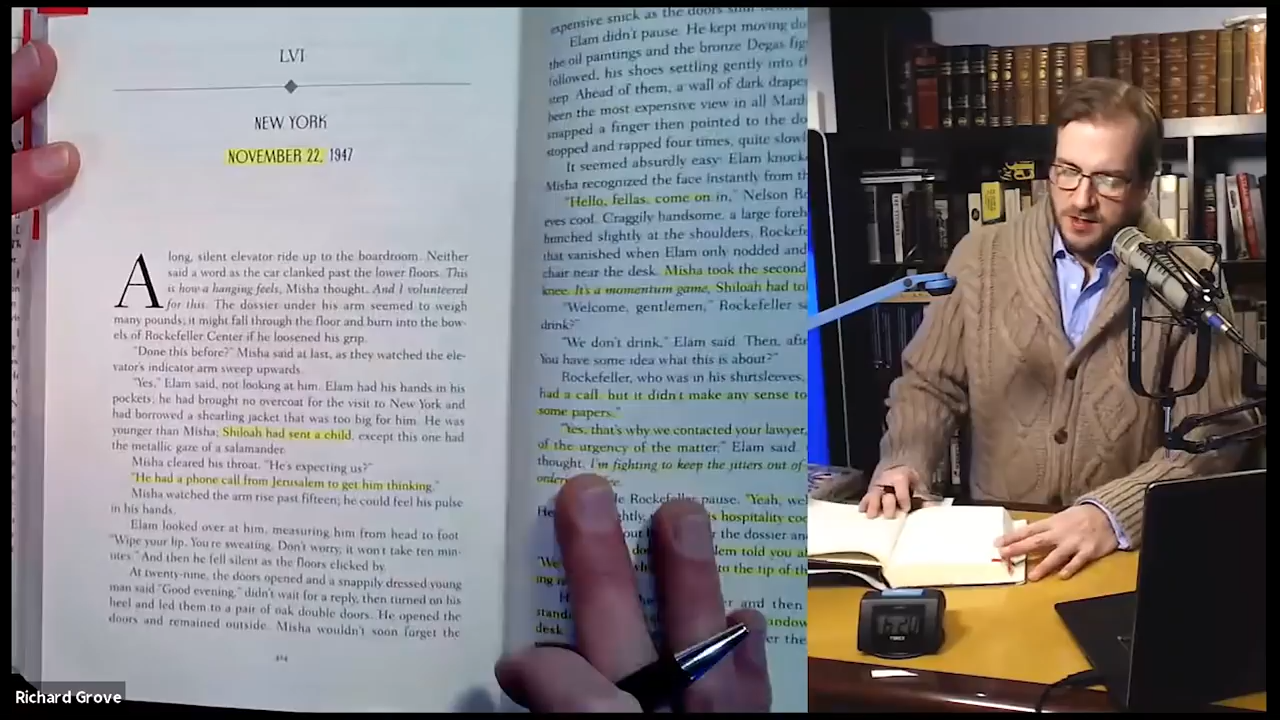 LVI
NEW YORK
NOVEMBER 22, 1947
A long, silent elevator ride up to the boardroom. Neither
said a word as the car clanked past the lower floors. This
is how a hanging feels, Misha thought. And I volunteered
for this. The dossier under his arm seemed to weigh
many pounds; it might fall through the floor and burn into the bow-
els of Rockefeller Center if he loosened his grip.
"Done this before?" Misha said at last, as they watched the ele-
vator's indicator arm sweep upwards.
"Yes," Elam said, not looking at him. Elam had his hands in his
pockets; he had brought no overcoat for the visit to New York and
had borrowed a shearling jacket that was too big for him. He was
younger than Misha; Shiloah had sent a child, except this one had
the metallic gaze of a salamander.
Misha cleared his throat. "He's expecting us?"
"He had a phone call from Jerusalem to get him thinking."
Misha watched the arm rise past fifteen; he could feel his pulse
in his hands.
Elam looked over at him, measuring him from head to foot.
"Wipe your lip. You're sweating. Don't worry, it won't take ten min-
utes." And then he fell silent as the floors clicked by.
At twenty-nine, the doors opened and a snappily dressed young
man said "Good evening," didn't wait for a reply, then turned on his
heel and led them to a pair of oak double doors. He opened the
doors and remained outside. Misha wouldn't soon forget the
expensive snick as the doors shut
Elam didn't pause. He kept moving
the oil paintings and the bronze Degas
followed, his shoes settling gently into
step. Ahead of them, a wall of dark
been the most expensive view in all
snapped a finger then pointed to the
stopped and rapped four times, quite
It seemed absurdly easy. Elam
Misha recognized the face instantly from
"Hello, fellas, come on in," Nelson
eyes cool. Craggily handsome, a large
hunched slightly at the shoulders,
that vanished when Elam only nodded and
chair near the desk. Misha took the second
knee. It's a momentum game, Shiloah had
"Welcome, gentlemen," Rockefeller
drink?"
"We don't drink," Elam said. Then,
You have some idea what this is about?"
Rockefeller, who was in his shirtsleeves,
had a call, but it didn't make any sense to
some papers."
"Yes, that's why we contacted your lawyer,
of the urgency of the matter," Elam said.
thought, I'm fighting to keep the jitters out of
Rockefeller pause. "Yeah,
hospitality
the dossier and
told you
to the tip of
and then
desk.
Richard Grove
TIMEX